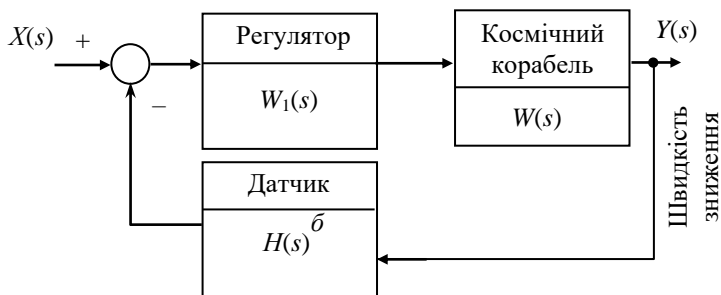 X(s)
+
−
Регулятор
W₁(s)
Космічний
корабель
W(s)
Y(s)
Швидкість
зниження
Датчик
H(s)
б